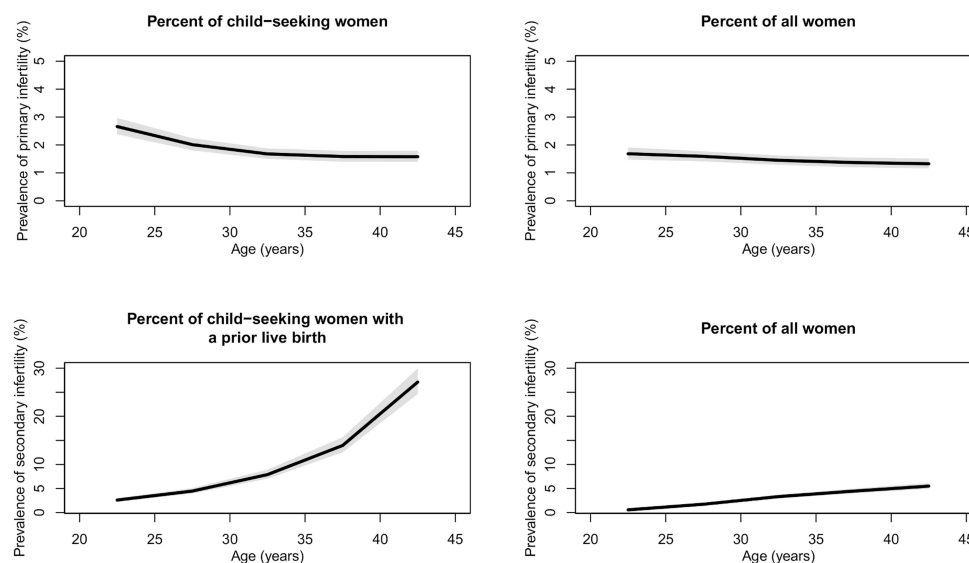 Percent of child−seeking women
Prevalence of primary infertility (%)
5
4
3
2
1
0
20 25 30 35 40 45
Age (years)
Percent of all women
Prevalence of primary infertility (%)
5
4
3
2
1
0
20 25 30 35 40 45
Age (years)
Percent of child−seeking women with
a prior live birth
Prevalence of secondary infertility (%)
30
20
10
5
0
20 25 30 35 40 45
Age (years)
Percent of all women
Prevalence of secondary infertility (%)
30
20
10
5
0
20 25 30 35 40 45
Age (years)